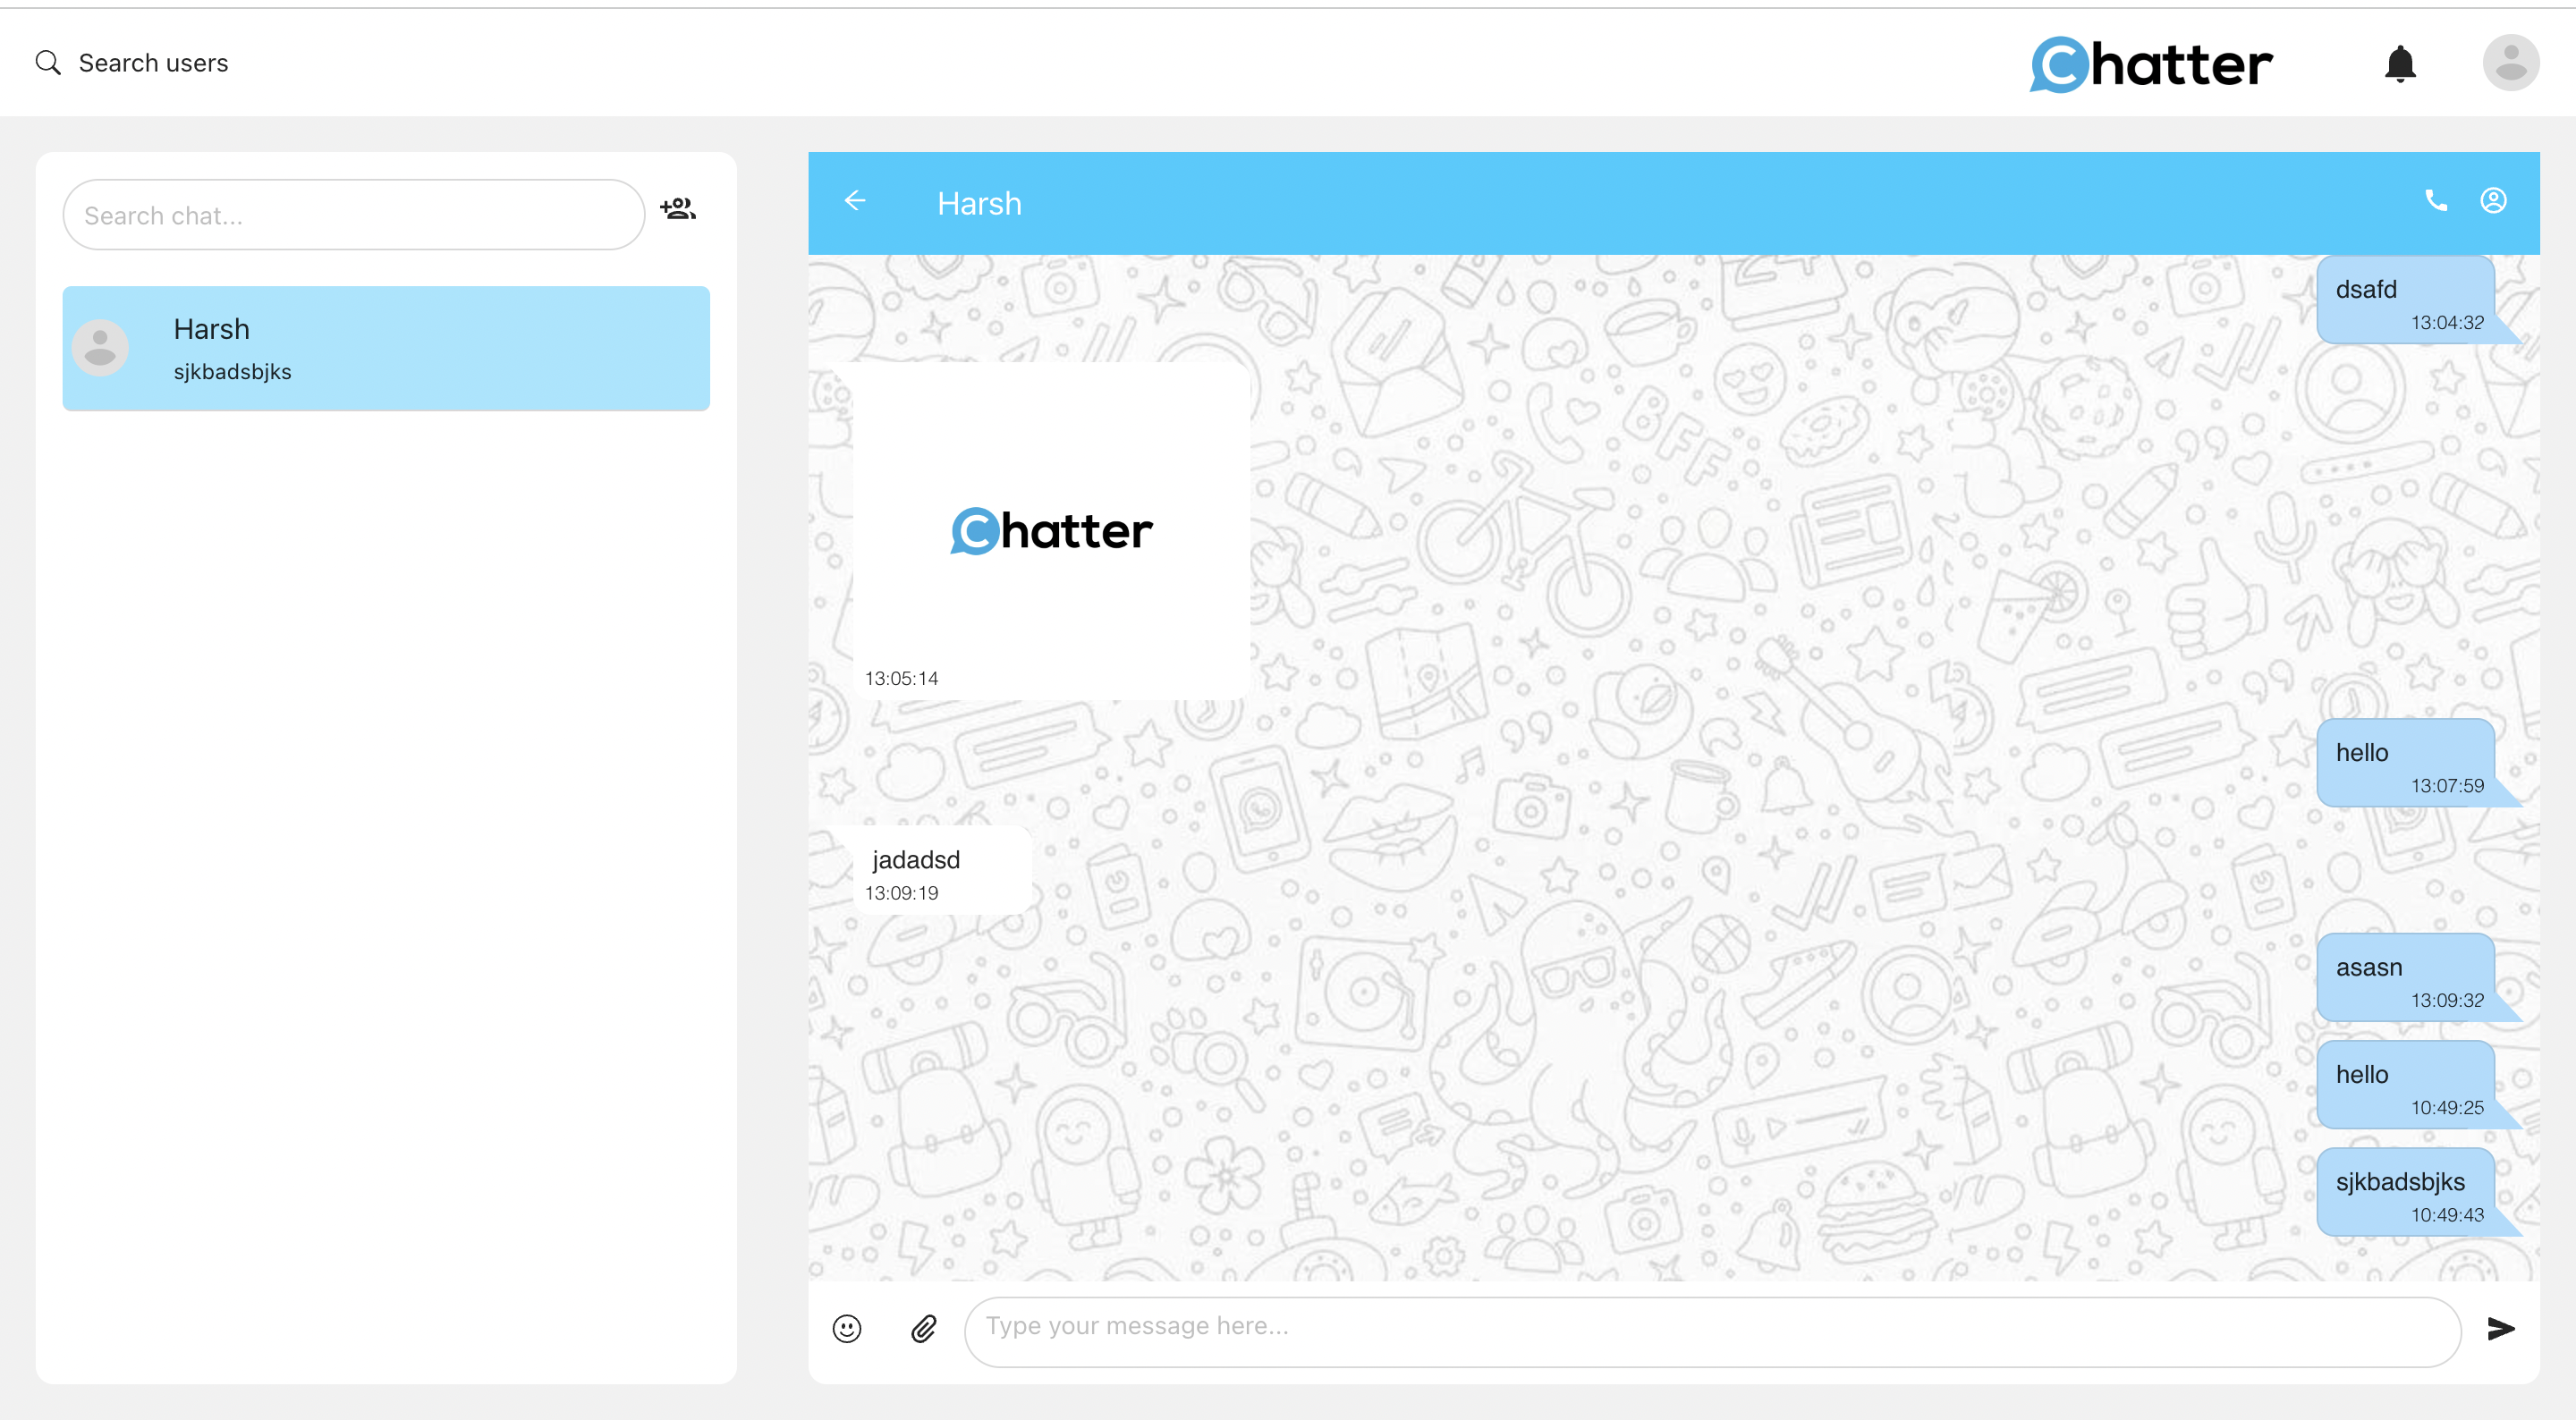 Search users
Chatter
Search chat...
Harsh
sjkbadsbjks
Harsh
dsafd
13:04:32
Chatter
13:05:14
hello
13:07:59
jadadsd
13:09:19
asasn
13:09:32
hello
10:49:25
sjkbadsbjks
10:49:43
Type your message here...